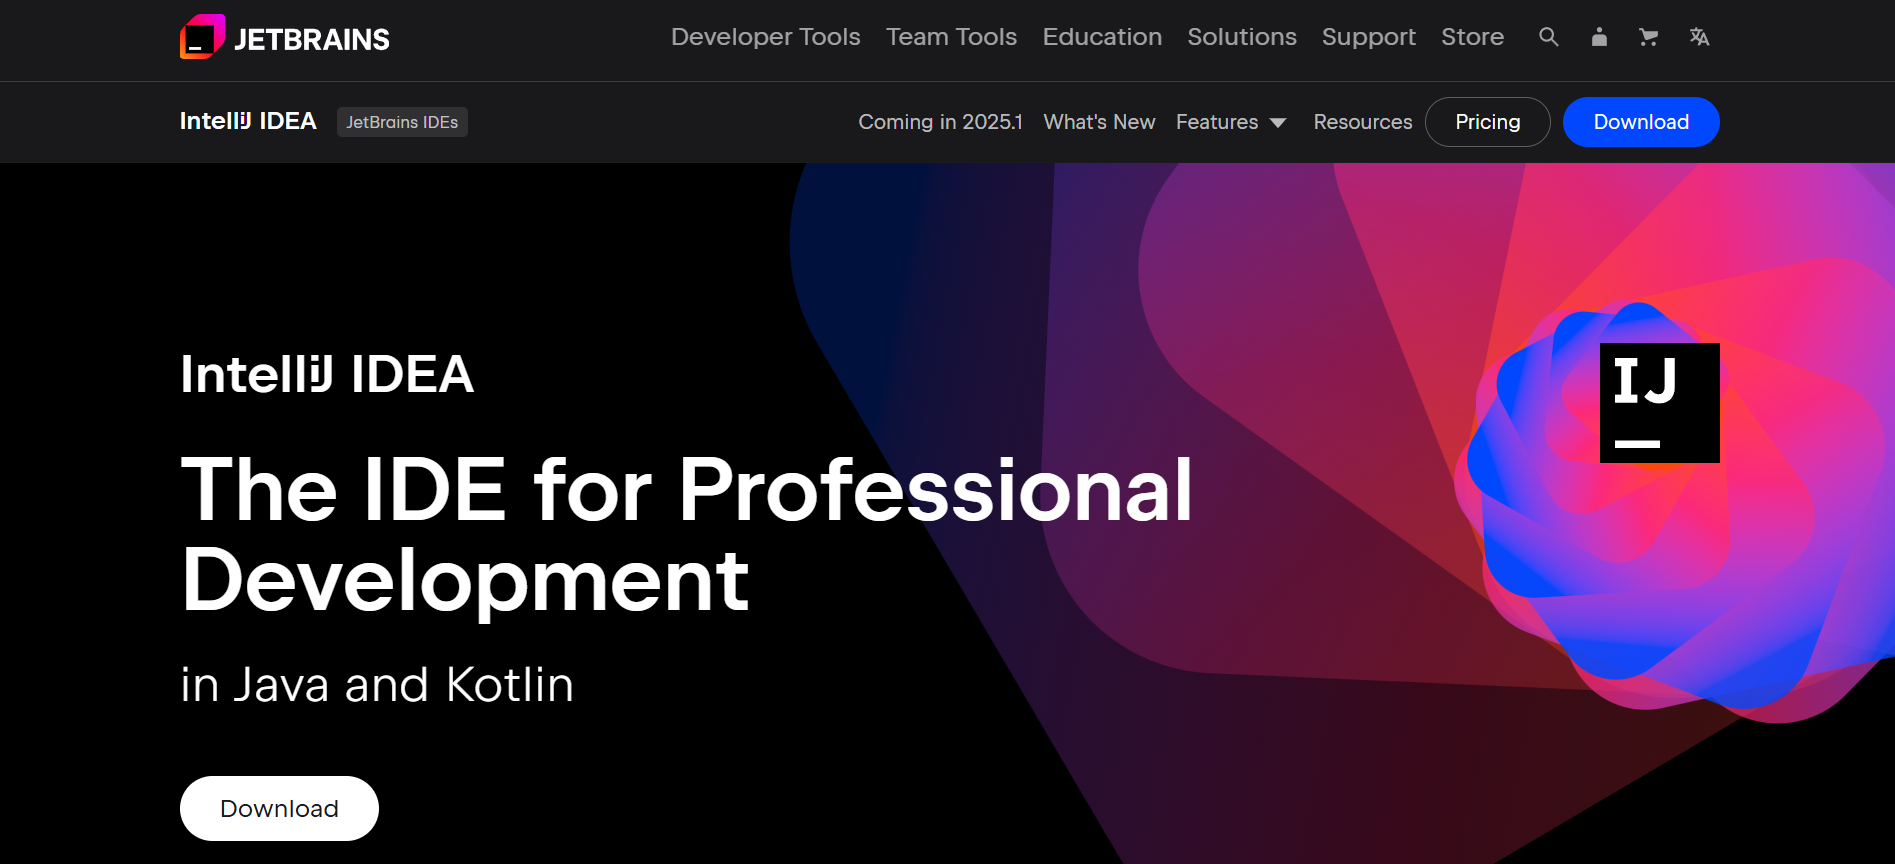 JETBRAINS
Developer Tools Team Tools Education Solutions Support Store
IntelliJ IDEA JetBrains IDEs
Coming in 2025.1 What's New Features Resources Pricing Download
IntelliJ IDEA
The IDE for Professional
Development
in Java and Kotlin
Download
IJ